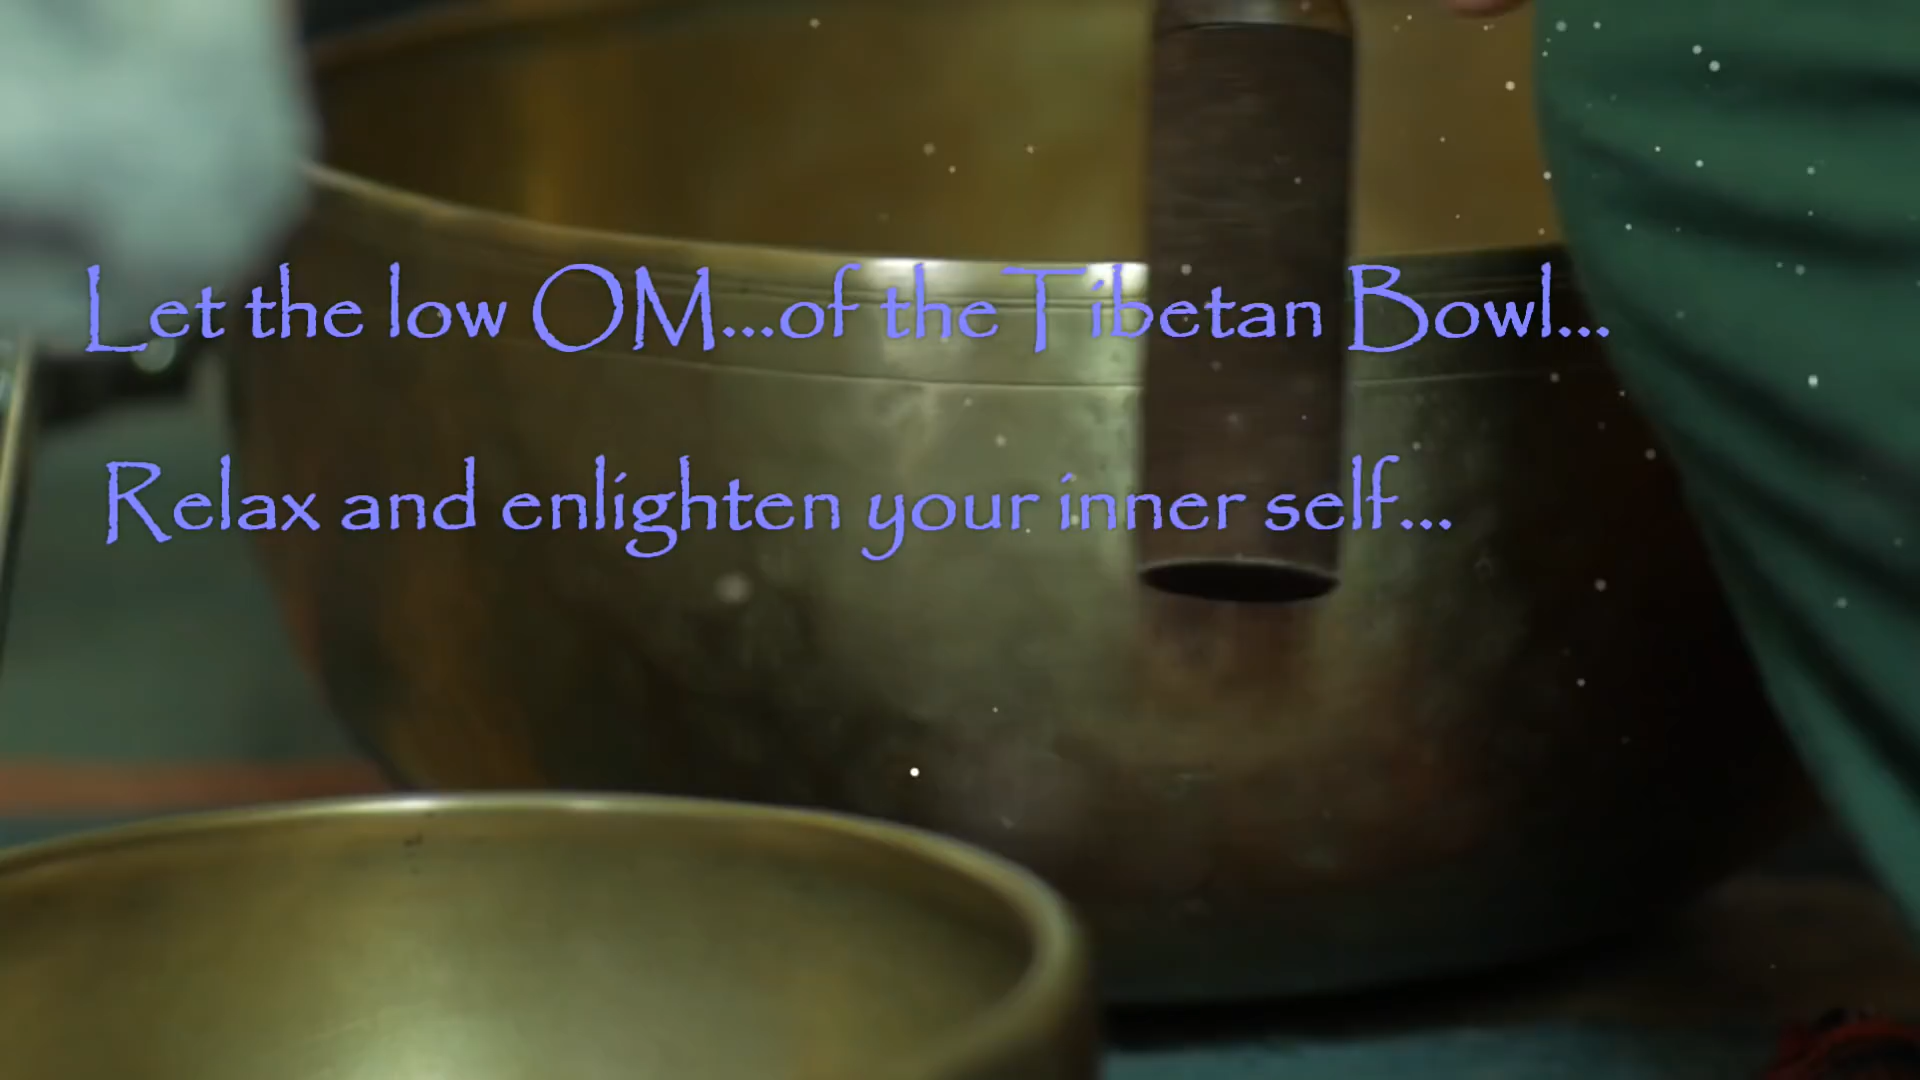 Let the low OM...of the Tibetan Bowl...
Relax and enlighten your inner self...